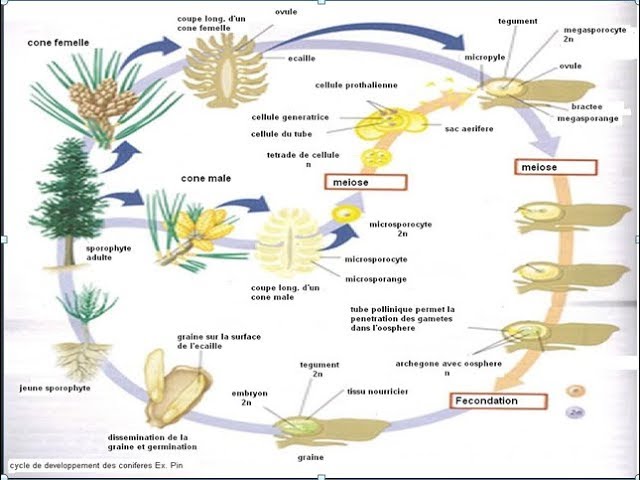 cone femelle
coupe long. d'un
cone femelle
ovule
ecaille
tegument
megasporocyte
2n
micropyle
ovule
bractee
megasporange
cellule prothalienne
cellule generatrice
cellule du tube
sac aerifere
tetrade de cellule
n
meiose
meiose
cone male
microsporocyte
2n
microsporocyte
microsporange
coupe long. d'un
cone male
sporophyte
adulte
tube pollinique permet la
penetration des gametes
dans l'oosphere
archegone avec oosphere
n
n
2n
Fecondation
graine sur la surface
de l'ecaille
tegument
2n
embryon
2n
tissu nourricier
jeune sporophyte
dissemination de la
graine et germination
graine
cycle de developpement des coniferes Ex. Pin